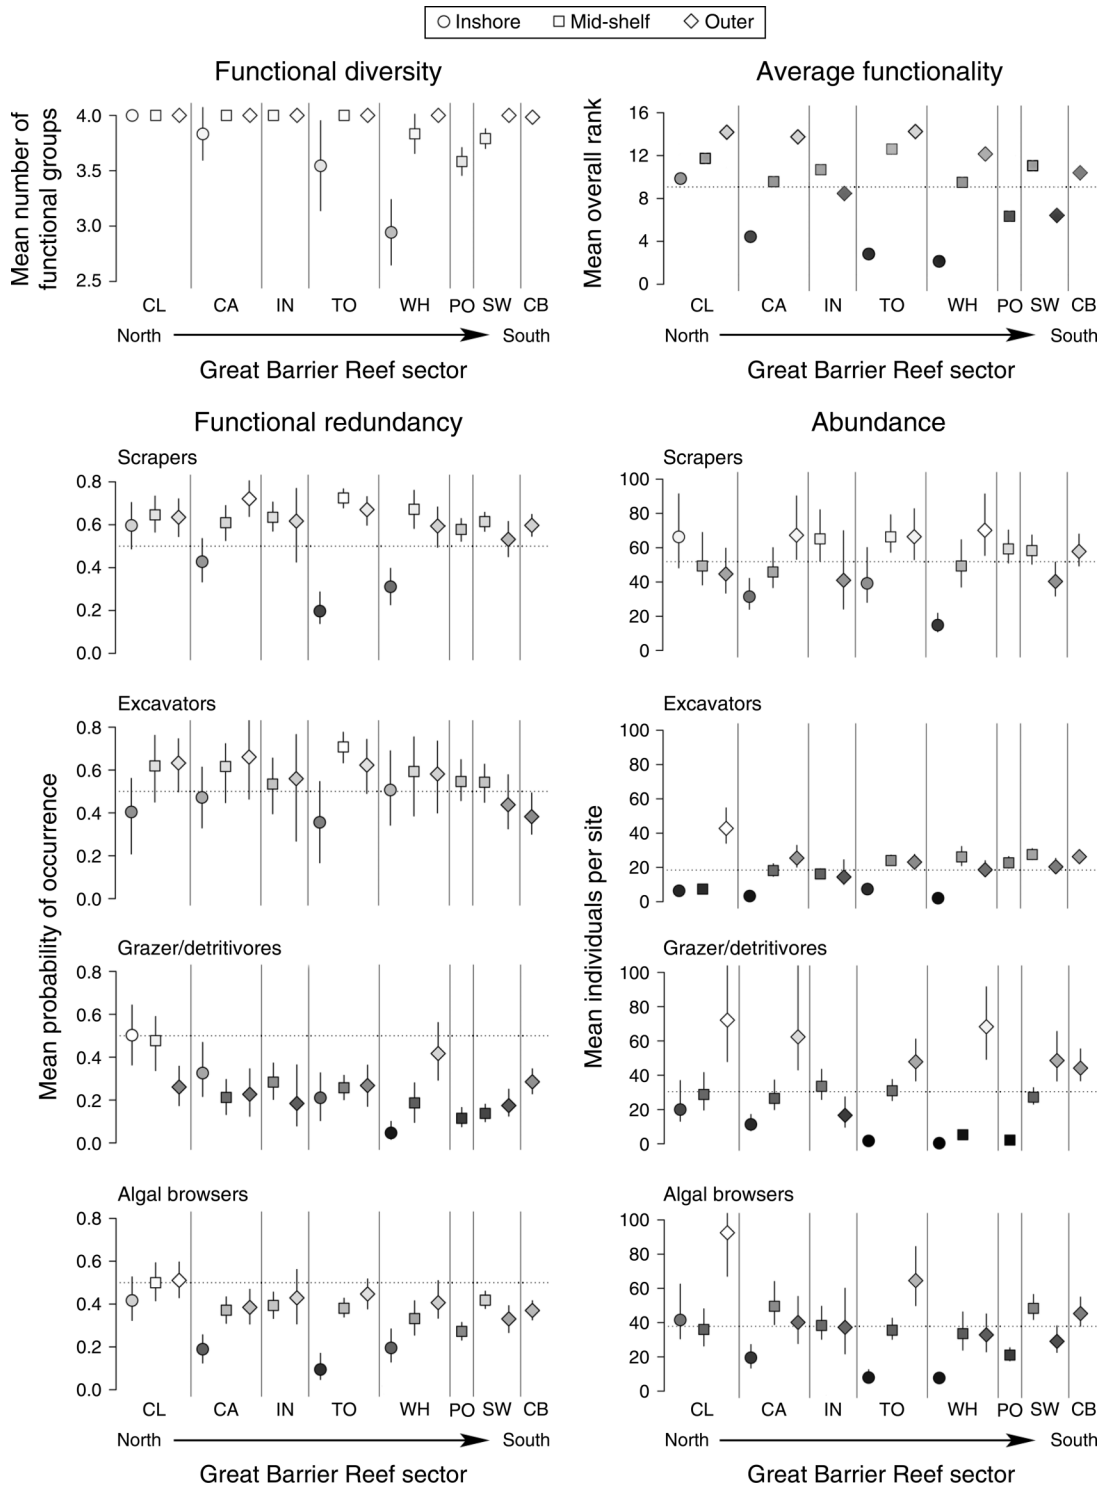 Inshore Mid-shelf Outer
Functional diversity
Mean number of
functional groups
4.0
3.5
3.0
2.5
CL CA IN TO WH PO SW CB
North South
Great Barrier Reef sector
Average functionality
Mean overall rank
16
12
8
4
0
CL CA IN TO WH PO SW CB
North South
Great Barrier Reef sector
Functional redundancy
Mean probability of occurrence
Scrapers
0.8
0.6
0.4
0.2
0.0
Excavators
0.8
0.6
0.4
0.2
0.0
Grazer/detritivores
0.8
0.6
0.4
0.2
0.0
Algal browsers
0.8
0.6
0.4
0.2
0.0
CL CA IN TO WH PO SW CB
North South
Great Barrier Reef sector
Abundance
Mean individuals per site
Scrapers
100
80
60
40
20
0
Excavators
100
80
60
40
20
0
Grazer/detritivores
100
80
60
40
20
0
Algal browsers
100
80
60
40
20
0
CL CA IN TO WH PO SW CB
North South
Great Barrier Reef sector